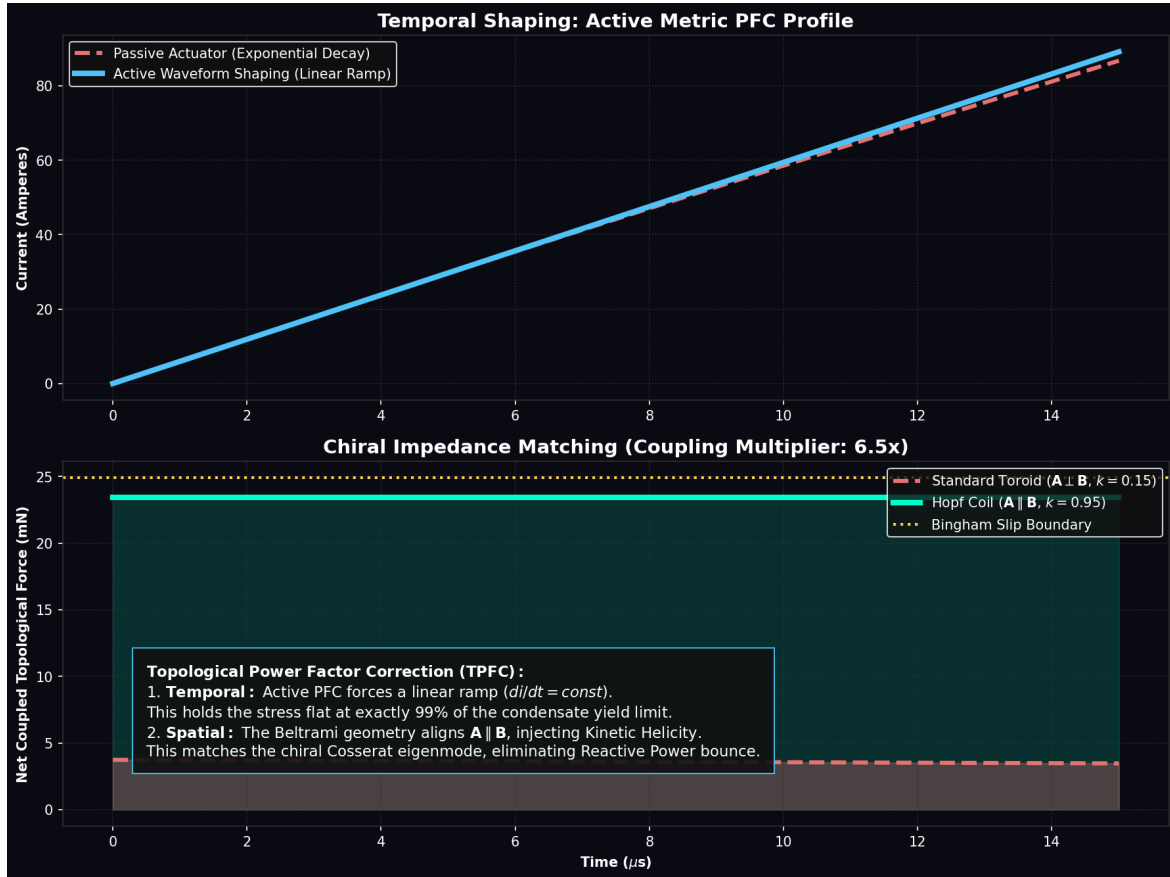 Temporal Shaping: Active Metric PFC Profile
Passive Actuator (Exponential Decay)
Active Waveform Shaping (Linear Ramp)
Current (Amperes)
80
60
40
20
0
0 2 4 6 8 10 12 14
Chiral Impedance Matching (Coupling Multiplier: 6.5x)
Standard Toroid (A ⊥ B, k = 0.15)
Hopf Coil (A ∥ B, k = 0.95)
Bingham Slip Boundary
Net Coupled Topological Force (mN)
25
20
15
10
5
0
Topological Power Factor Correction (TPFC):
1. Temporal: Active PFC forces a linear ramp (di/dt = const).
This holds the stress flat at exactly 99% of the condensate yield limit.
2. Spatial: The Beltrami geometry aligns A ∥ B, injecting Kinetic Helicity.
This matches the chiral Cosserat eigenmode, eliminating Reactive Power bounce.
0 2 4 6 8 10 12 14
Time (μs)